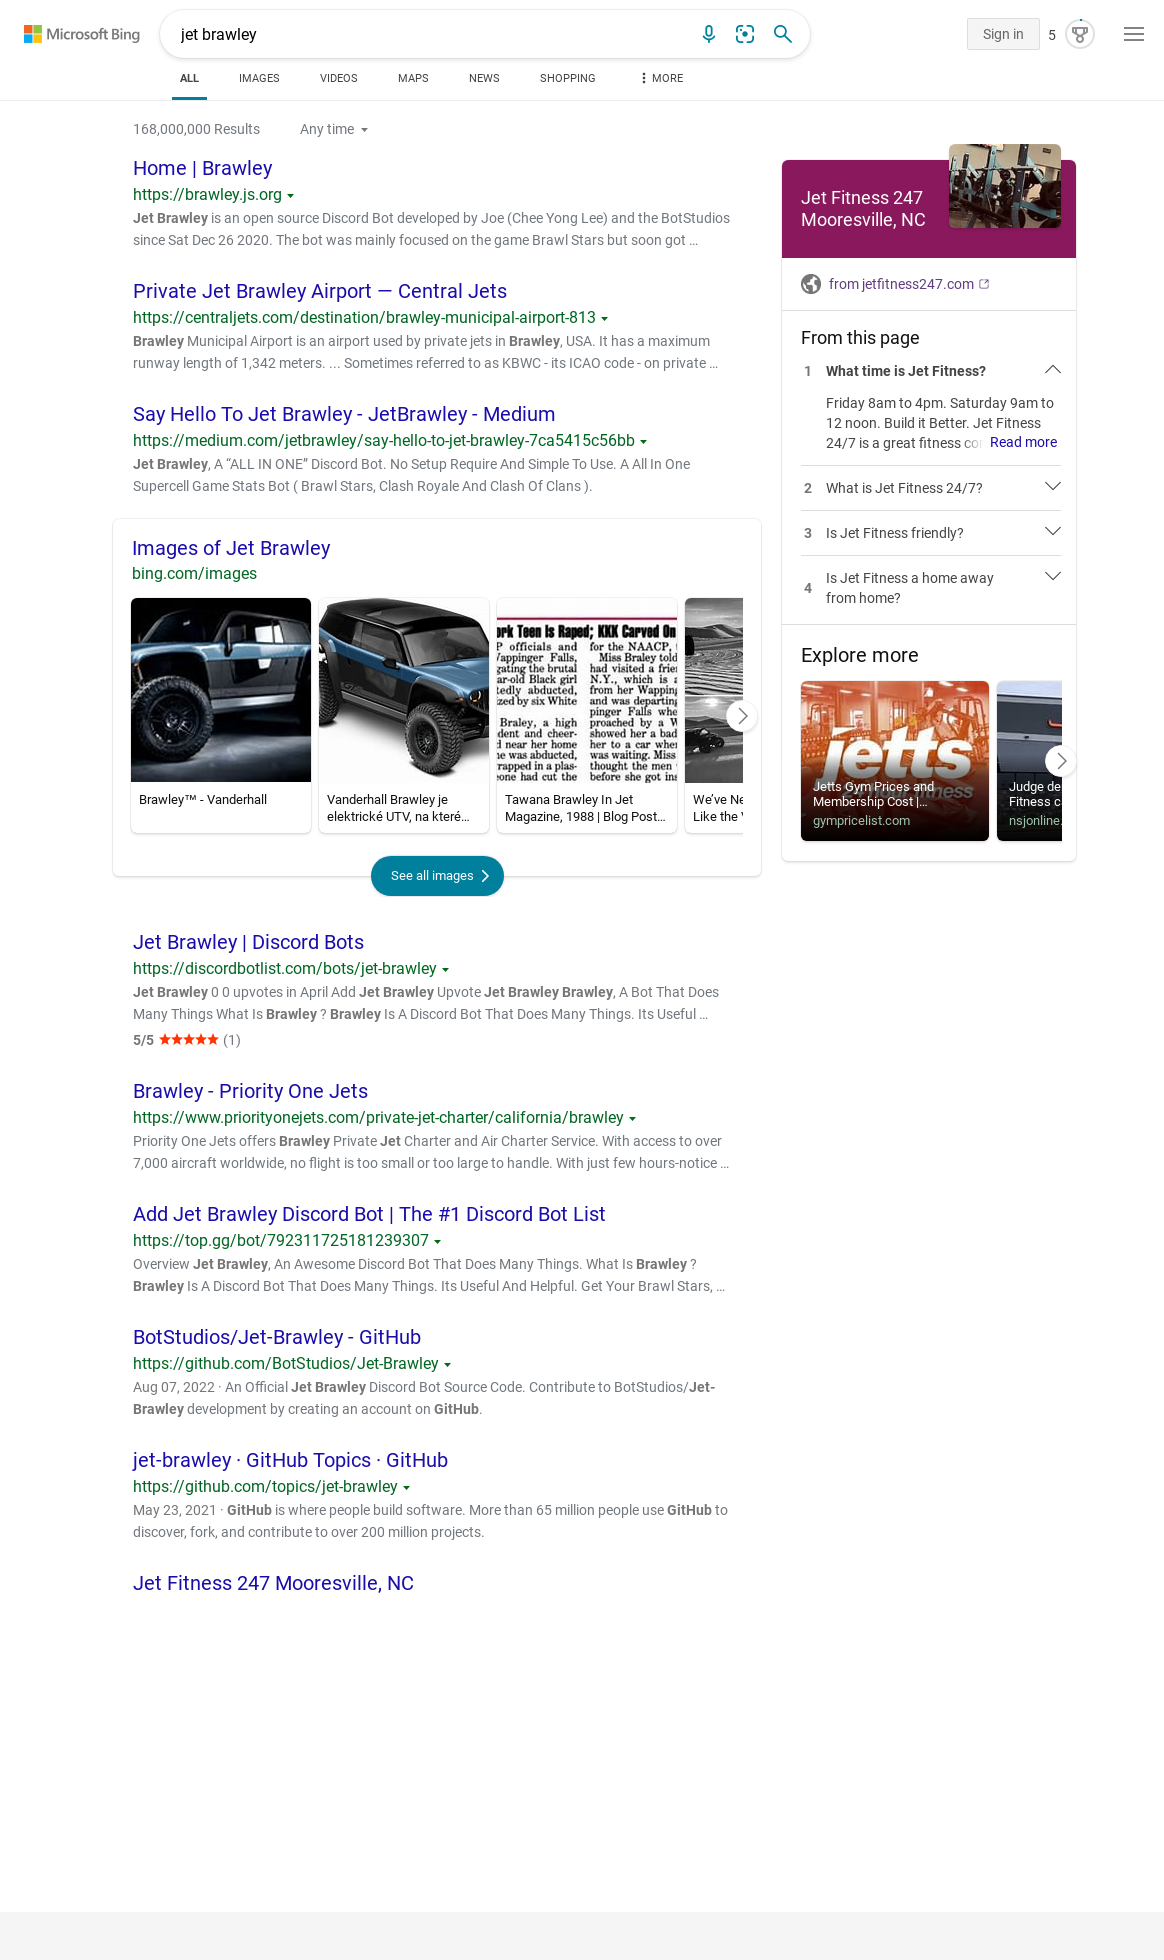 Microsoft Bing
jet brawley
Sign in
5
ALL
IMAGES
VIDEOS
MAPS
NEWS
SHOPPING
MORE
168,000,000 Results
Any time
Home | Brawley
https://brawley.js.org
Jet Brawley is an open source Discord Bot developed by Joe (Chee Yong Lee) and the BotStudios
since Sat Dec 26 2020. The bot was mainly focused on the game Brawl Stars but soon got …
Private Jet Brawley Airport — Central Jets
https://centraljets.com/destination/brawley-municipal-airport-813
Brawley Municipal Airport is an airport used by private jets in Brawley, USA. It has a maximum
runway length of 1,342 meters. ... Sometimes referred to as KBWC - its ICAO code - on private …
Say Hello To Jet Brawley - JetBrawley - Medium
https://medium.com/jetbrawley/say-hello-to-jet-brawley-7ca5415c56bb
Jet Brawley, A “ALL IN ONE” Discord Bot. No Setup Require And Simple To Use. A All In One
Supercell Game Stats Bot ( Brawl Stars, Clash Royale And Clash Of Clans ).
Images of Jet Brawley
bing.com/images
ork Teen Is Raped; KKK Carved On
P officials and
Wappinger Falls,
gating the brutal
ar-old Black girl
tedly abducted,
ized by six White
Braley, a high
dent and cheer-
d near her home
e was abducted,
rapped in a plas-
eone had cut the
for the NAACP,
Miss Braley told
had visited a frie
N.Y., which is a
from her Wapping
and was departin
pinger Falls whe
proached by a W
showed her a bad
her to a car when
was waiting. Miss
thought the men
before she got ins
Brawley™ - Vanderhall
Vanderhall Brawley je
elektrické UTV, na které…
Tawana Brawley In Jet
Magazine, 1988 | Blog Post…
We’ve Ne
Like the V
See all images
Jet Brawley | Discord Bots
https://discordbotlist.com/bots/jet-brawley
Jet Brawley 0 0 upvotes in April Add Jet Brawley Upvote Jet Brawley Brawley, A Bot That Does
Many Things What Is Brawley ? Brawley Is A Discord Bot That Does Many Things. Its Useful …
5/5 ★★★★★ (1)
Brawley - Priority One Jets
https://www.priorityonejets.com/private-jet-charter/california/brawley
Priority One Jets offers Brawley Private Jet Charter and Air Charter Service. With access to over
7,000 aircraft worldwide, no flight is too small or too large to handle. With just few hours-notice …
Add Jet Brawley Discord Bot | The #1 Discord Bot List
https://top.gg/bot/792311725181239307
Overview Jet Brawley, An Awesome Discord Bot That Does Many Things. What Is Brawley ?
Brawley Is A Discord Bot That Does Many Things. Its Useful And Helpful. Get Your Brawl Stars, …
BotStudios/Jet-Brawley - GitHub
https://github.com/BotStudios/Jet-Brawley
Aug 07, 2022 · An Official Jet Brawley Discord Bot Source Code. Contribute to BotStudios/Jet-
Brawley development by creating an account on GitHub.
jet-brawley · GitHub Topics · GitHub
https://github.com/topics/jet-brawley
May 23, 2021 · GitHub is where people build software. More than 65 million people use GitHub to
discover, fork, and contribute to over 200 million projects.
Jet Fitness 247 Mooresville, NC
Jet Fitness 247
Mooresville, NC
from jetfitness247.com
From this page
1 What time is Jet Fitness?
Friday 8am to 4pm. Saturday 9am to
12 noon. Build it Better. Jet Fitness
24/7 is a great fitness co Read more
2 What is Jet Fitness 24/7?
3 Is Jet Fitness friendly?
4 Is Jet Fitness a home away
from home?
Explore more
jetts
24 hour fitness
Jetts Gym Prices and
Membership Cost |…
gympricelist.com
Judge de
Fitness c
nsjonline.